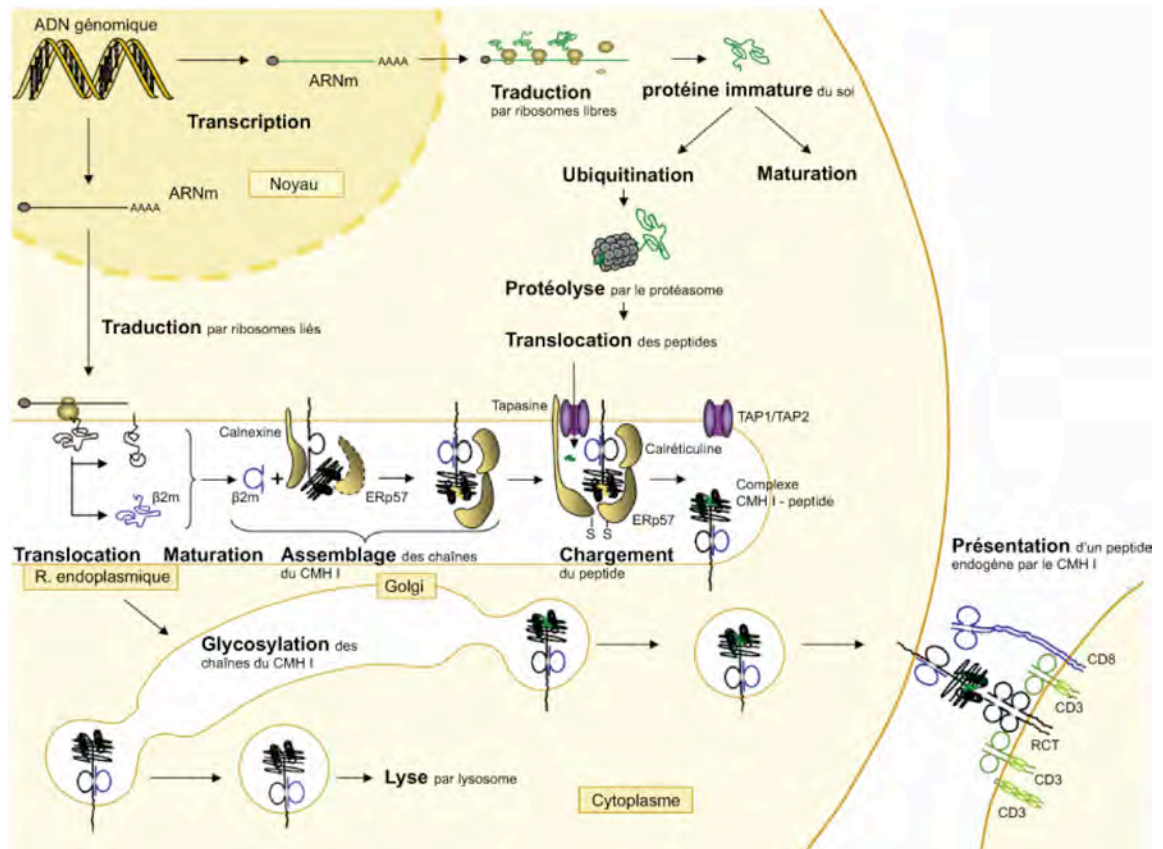 ADN génomique
AAAA
ARNm
Transcription
Traduction
par ribosomes libres
protéine immature du soi
Noyau
ARNm
AAAA
Ubiquitination
Maturation
Protéolyse par le protéasome
Traduction par ribosomes liés
Translocation des peptides
Tapasine
TAP1/TAP2
Calnexine
Calréticuline
β2m
β2m
ERp57
Complexe
CMH I - peptide
ERp57
S S
Translocation
Maturation
Assemblage des chaînes
du CMH I
Chargement
du peptide
R. endoplasmique
Golgi
Présentation d'un peptide
endogène par le CMH I
Glycosylation des
chaînes du CMH I
CD8
CD3
RCT
CD3
CD3
Lyse par lysosome
Cytoplasme